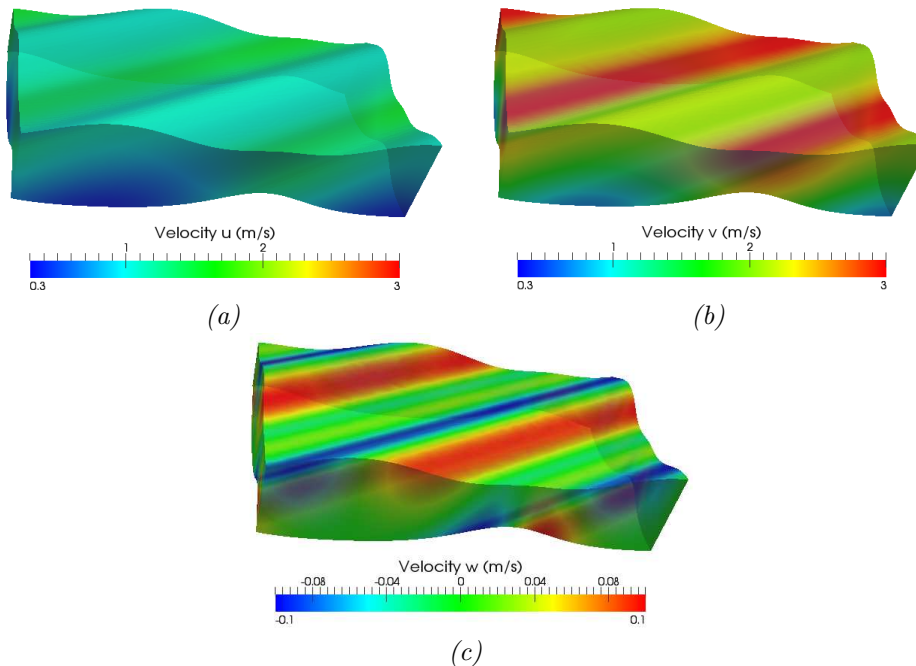 Velocity u (m/s)
1 2
0.3 3
(a)
Velocity v (m/s)
1 2
0.3 3
(b)
Velocity w (m/s)
-0.08 -0.04 0 0.04 0.08
-0.1 0.1
(c)